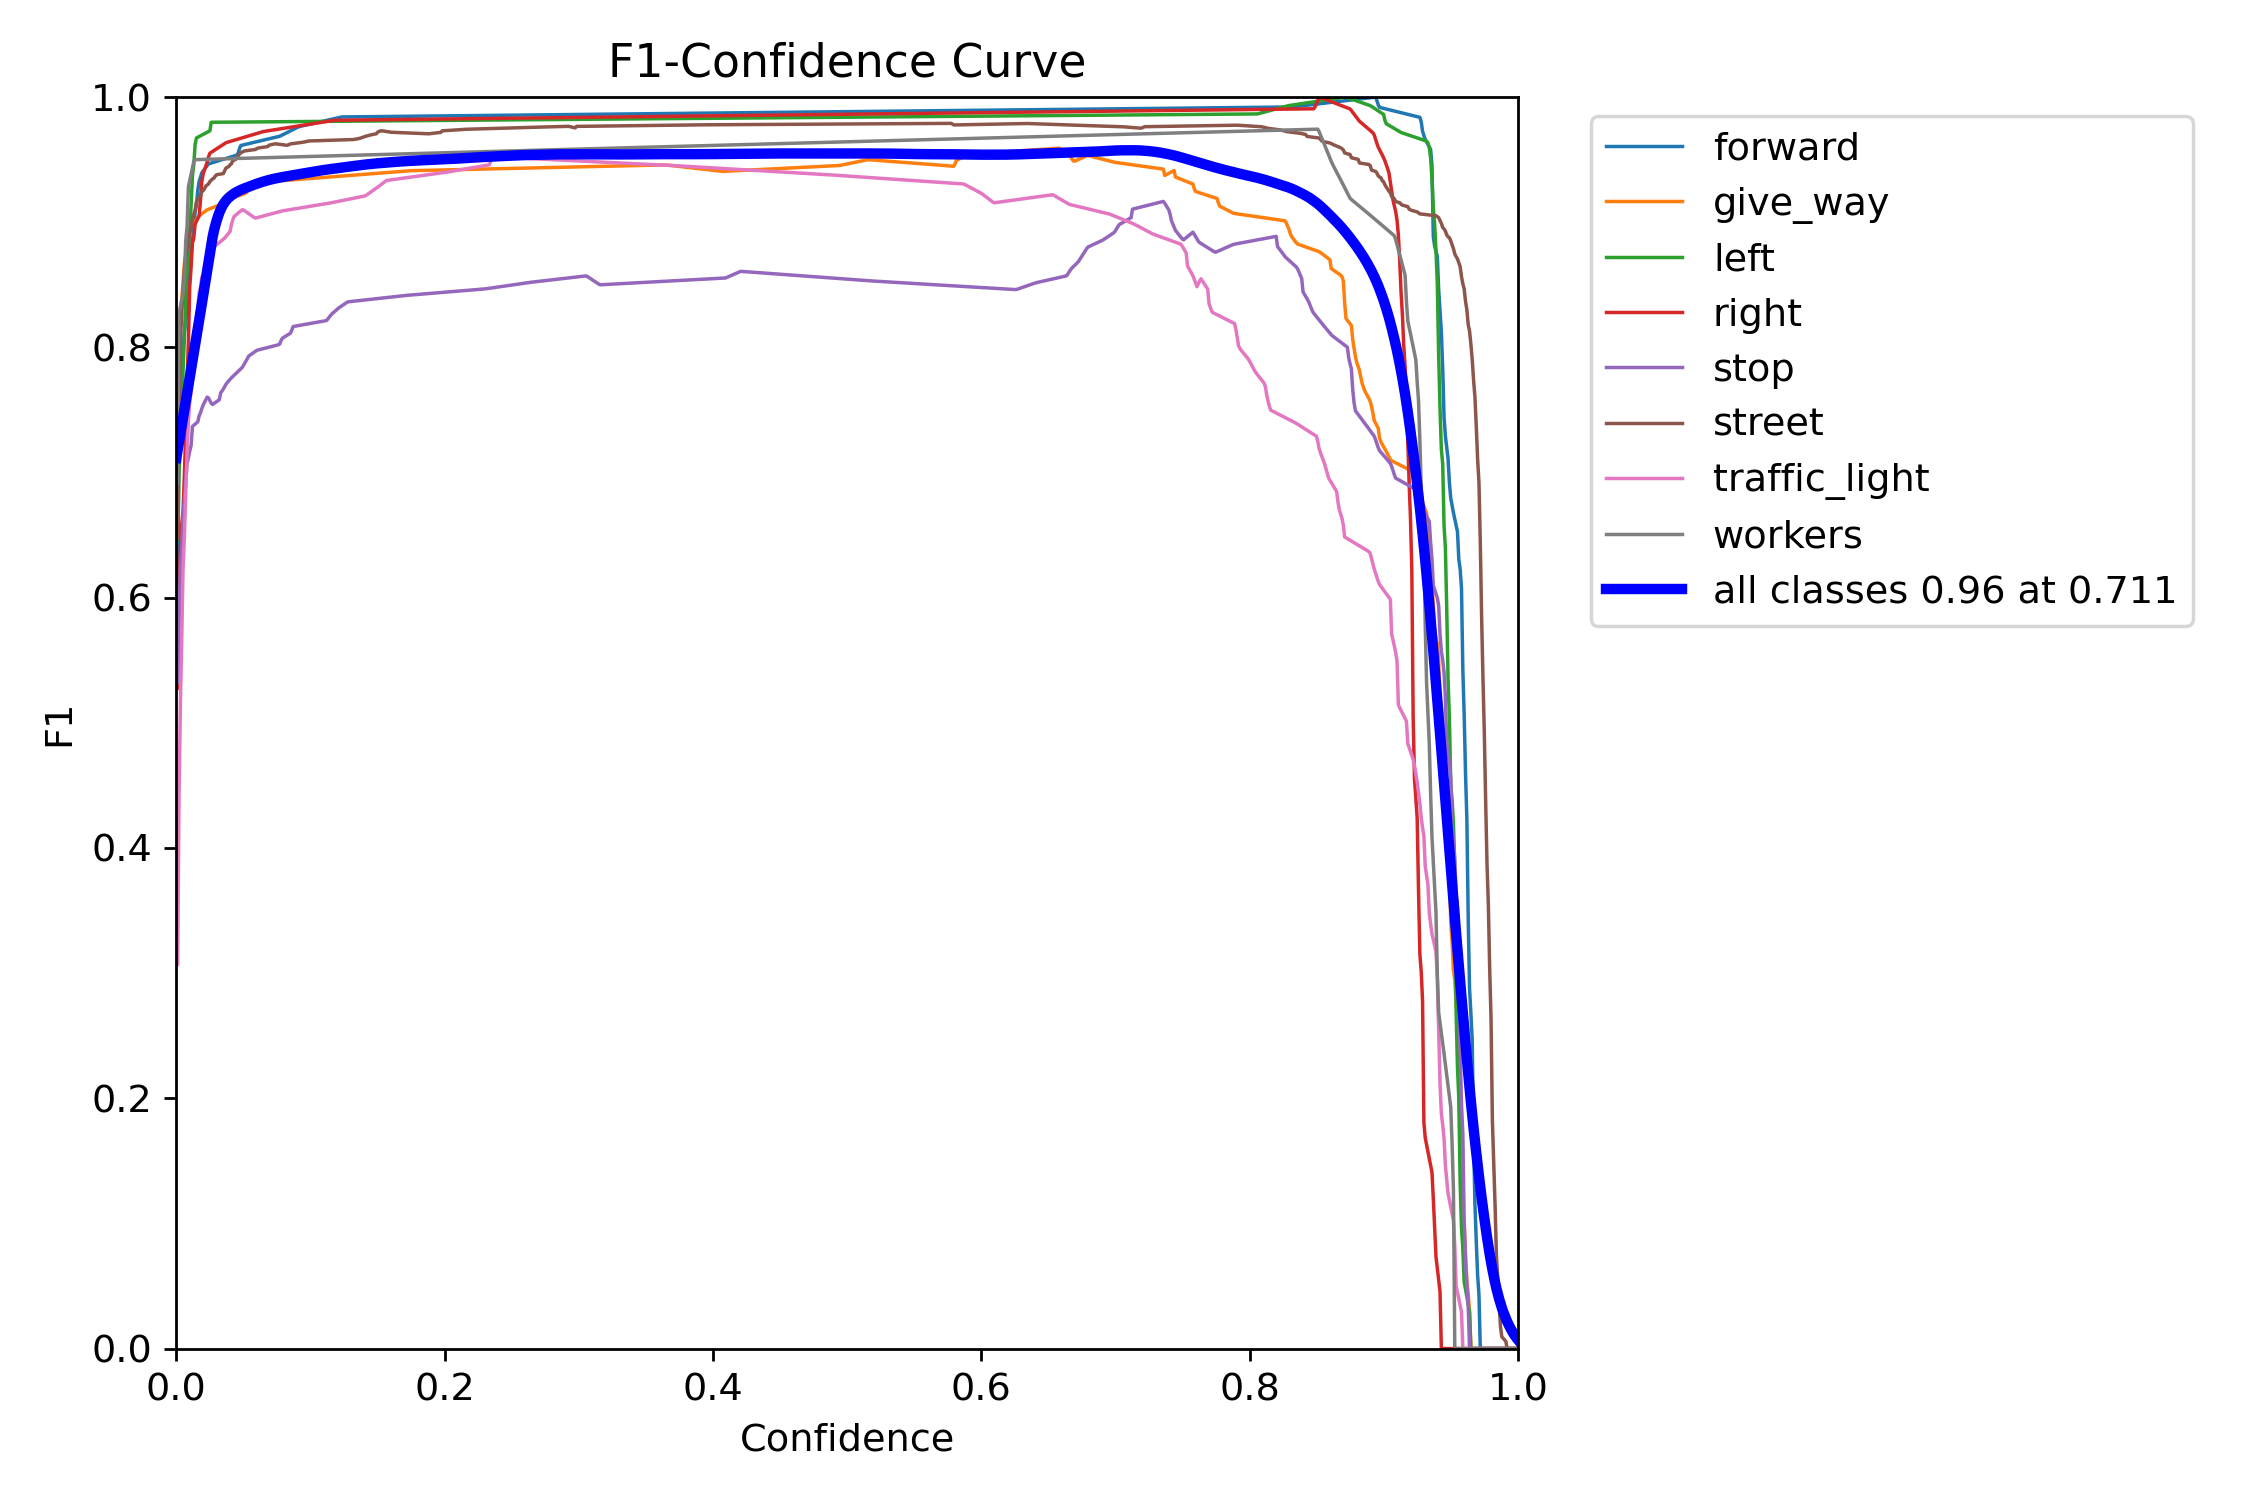 F1-Confidence Curve
1.0
0.8
0.6
0.4
0.2
0.0
F1
0.0 0.2 0.4 0.6 0.8 1.0
Confidence
forward
give_way
left
right
stop
street
traffic_light
workers
all classes 0.96 at 0.711